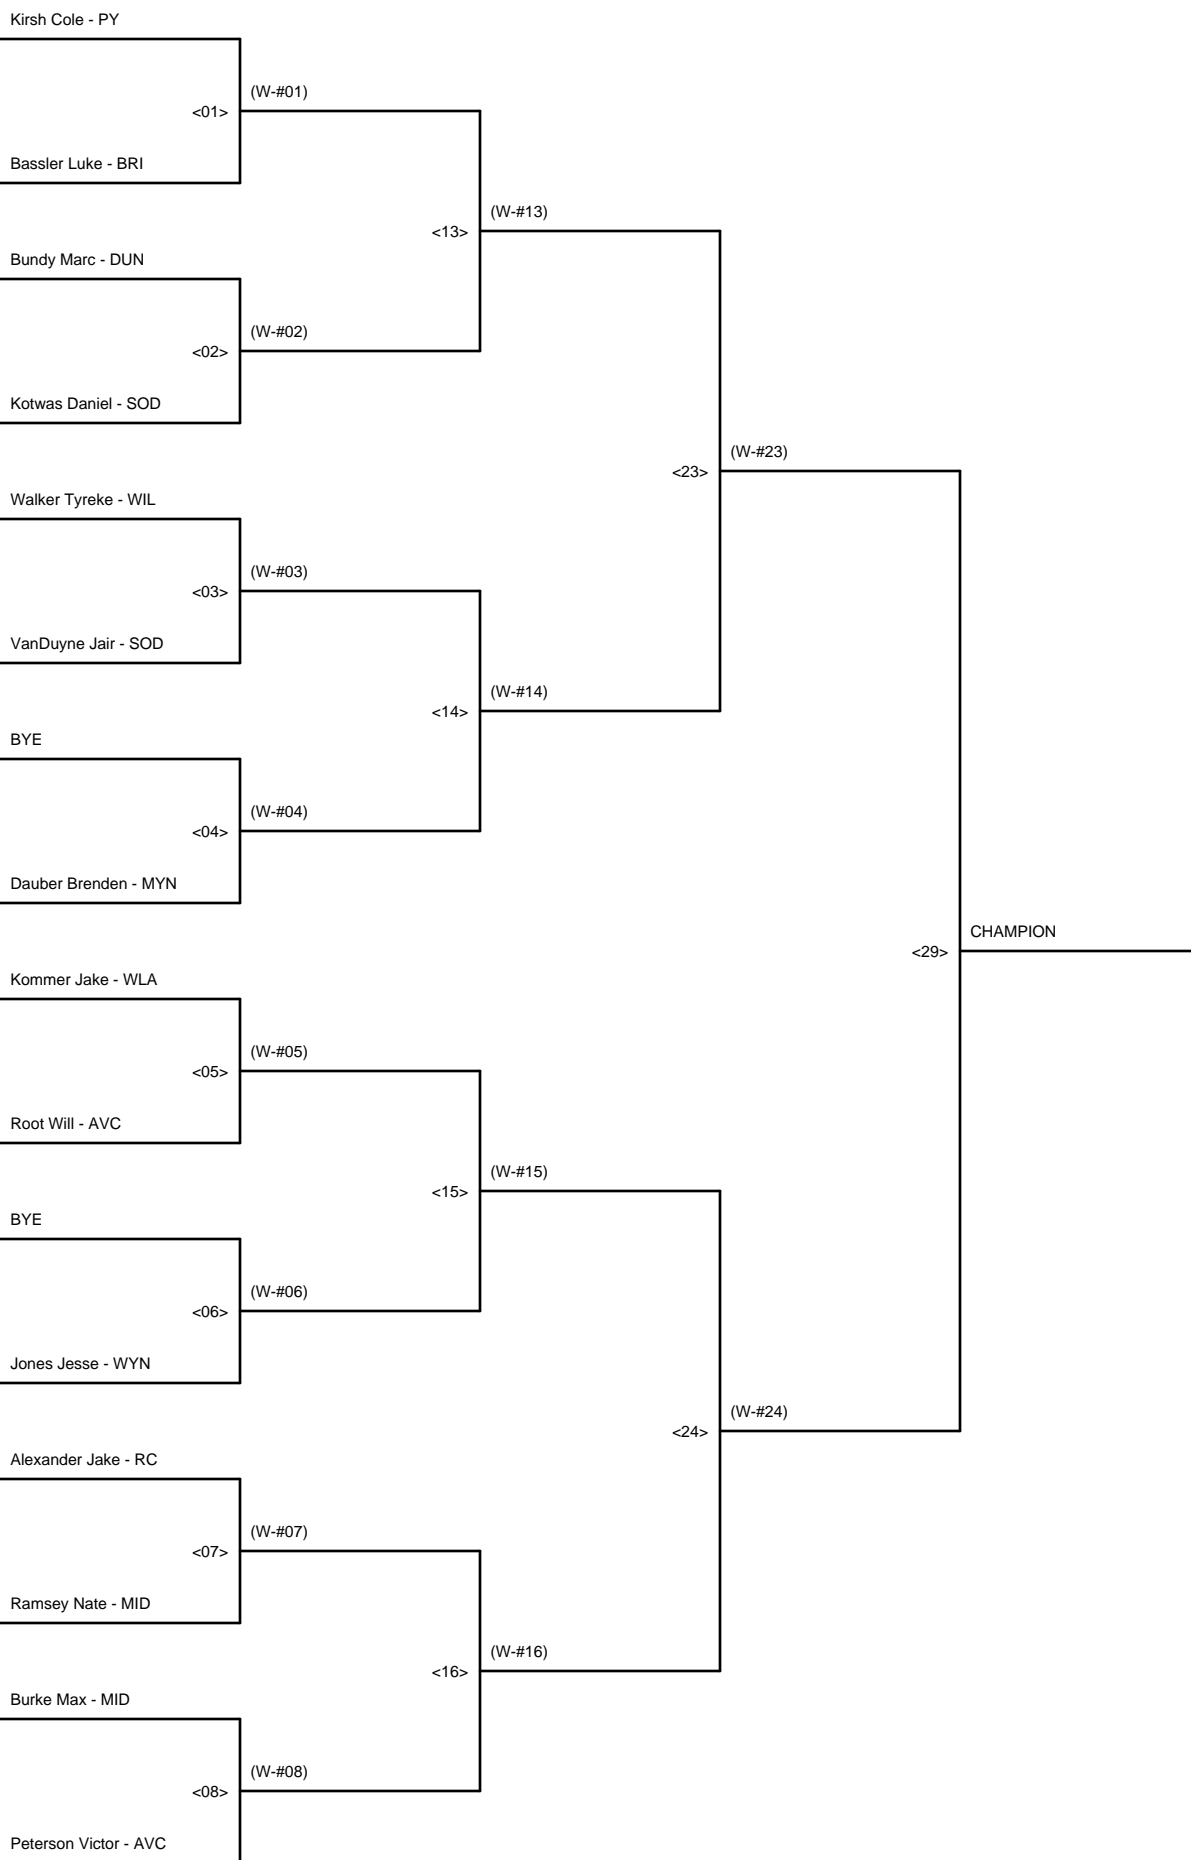 Kirsh Cole - PY
(W-#01)
<01>
Bassler Luke - BRI
(W-#13)
<13>
Bundy Marc - DUN
(W-#02)
<02>
Kotwas Daniel - SOD
(W-#23)
<23>
Walker Tyreke - WIL
(W-#03)
<03>
VanDuyne Jair - SOD
(W-#14)
<14>
BYE
(W-#04)
<04>
Dauber Brenden - MYN
CHAMPION
<29>
Kommer Jake - WLA
(W-#05)
<05>
Root Will - AVC
(W-#15)
<15>
BYE
(W-#06)
<06>
Jones Jesse - WYN
(W-#24)
<24>
Alexander Jake - RC
(W-#07)
<07>
Ramsey Nate - MID
(W-#16)
<16>
Burke Max - MID
(W-#08)
<08>
Peterson Victor - AVC